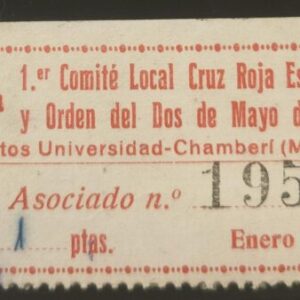 1.er Comité Local Cruz Roja Es
y Orden del Dos de Mayo d
tos Universidad-Chamberí (M
Asociado n.º 195
1 ptas. Enero